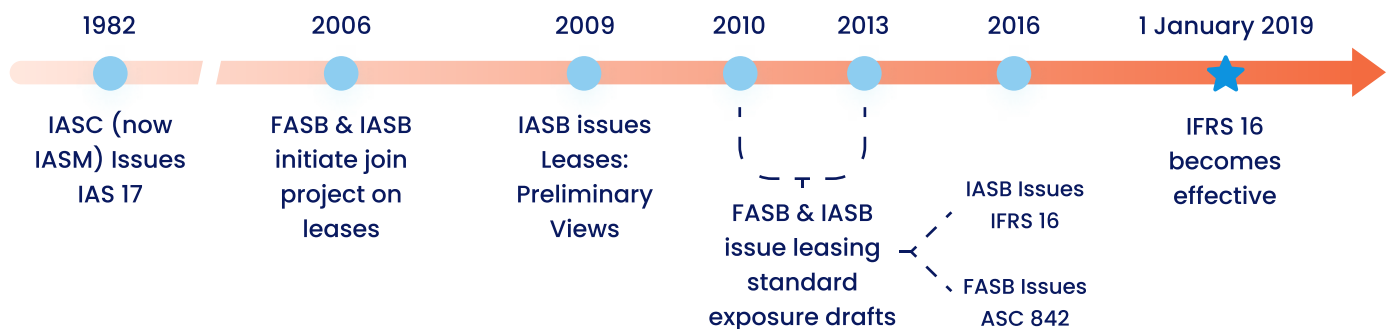 1982
IASC (now
IASM) Issues
IAS 17
2006
FASB & IASB
initiate join
project on
leases
2009
IASB issues
Leases:
Preliminary
Views
2010
2013
FASB & IASB
issue leasing
standard
exposure drafts
2016
IASB Issues
IFRS 16
FASB Issues
ASC 842
1 January 2019
IFRS 16
becomes
effective